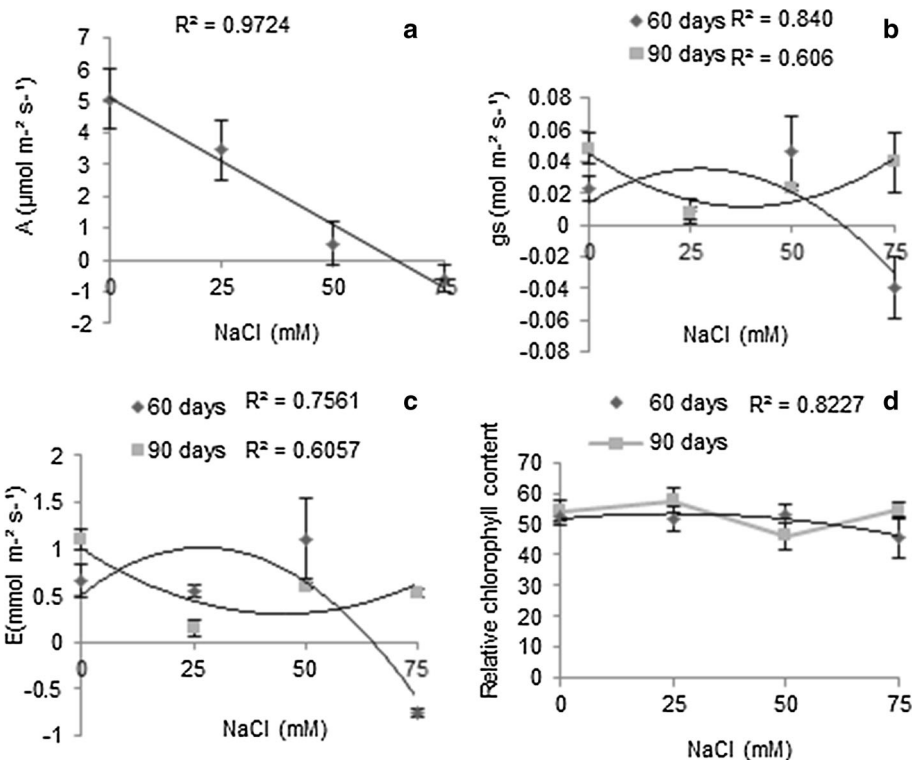 R² = 0.9724
a
7
6
5
4
3
2
1
0
-1
-2
0
25
50
75
A (µmol m-² s-¹)
NaCl (mM)
60 days R² = 0.840
90 days R² = 0.606
b
0.08
0.06
0.04
0.02
0
-0.02
-0.04
-0.06
-0.08
0
25
50
75
gs (mol m-² s-¹)
NaCl (mM)
60 days R² = 0.7561
90 days R² = 0.6057
c
2
1.5
1
0.5
0
-0.5
-1
0
25
50
75
E(mmol m-² s-¹)
NaCl (mM)
60 days R² = 0.8227
90 days
d
70
60
50
40
30
20
10
0
0
25
50
75
Relative chlorophyll content
NaCl (mM)